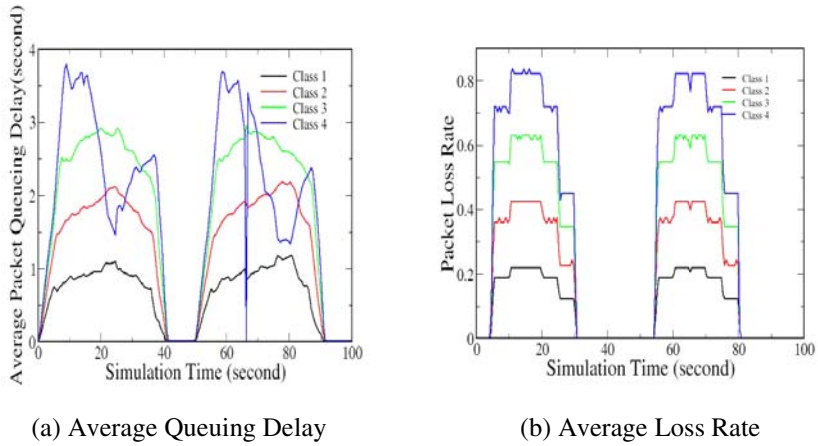 Average Packet Queueing Delay(second)
4
3
2
1
0
0 20 40 60 80 100
Class 1
Class 2
Class 3
Class 4
Simulation Time (second)
(a) Average Queuing Delay
Packet Loss Rate
0.8
0.6
0.4
0.2
0
0 20 40 60 80 100
Class 1
Class 2
Class 3
Class 4
Simulation Time (second)
(b) Average Loss Rate